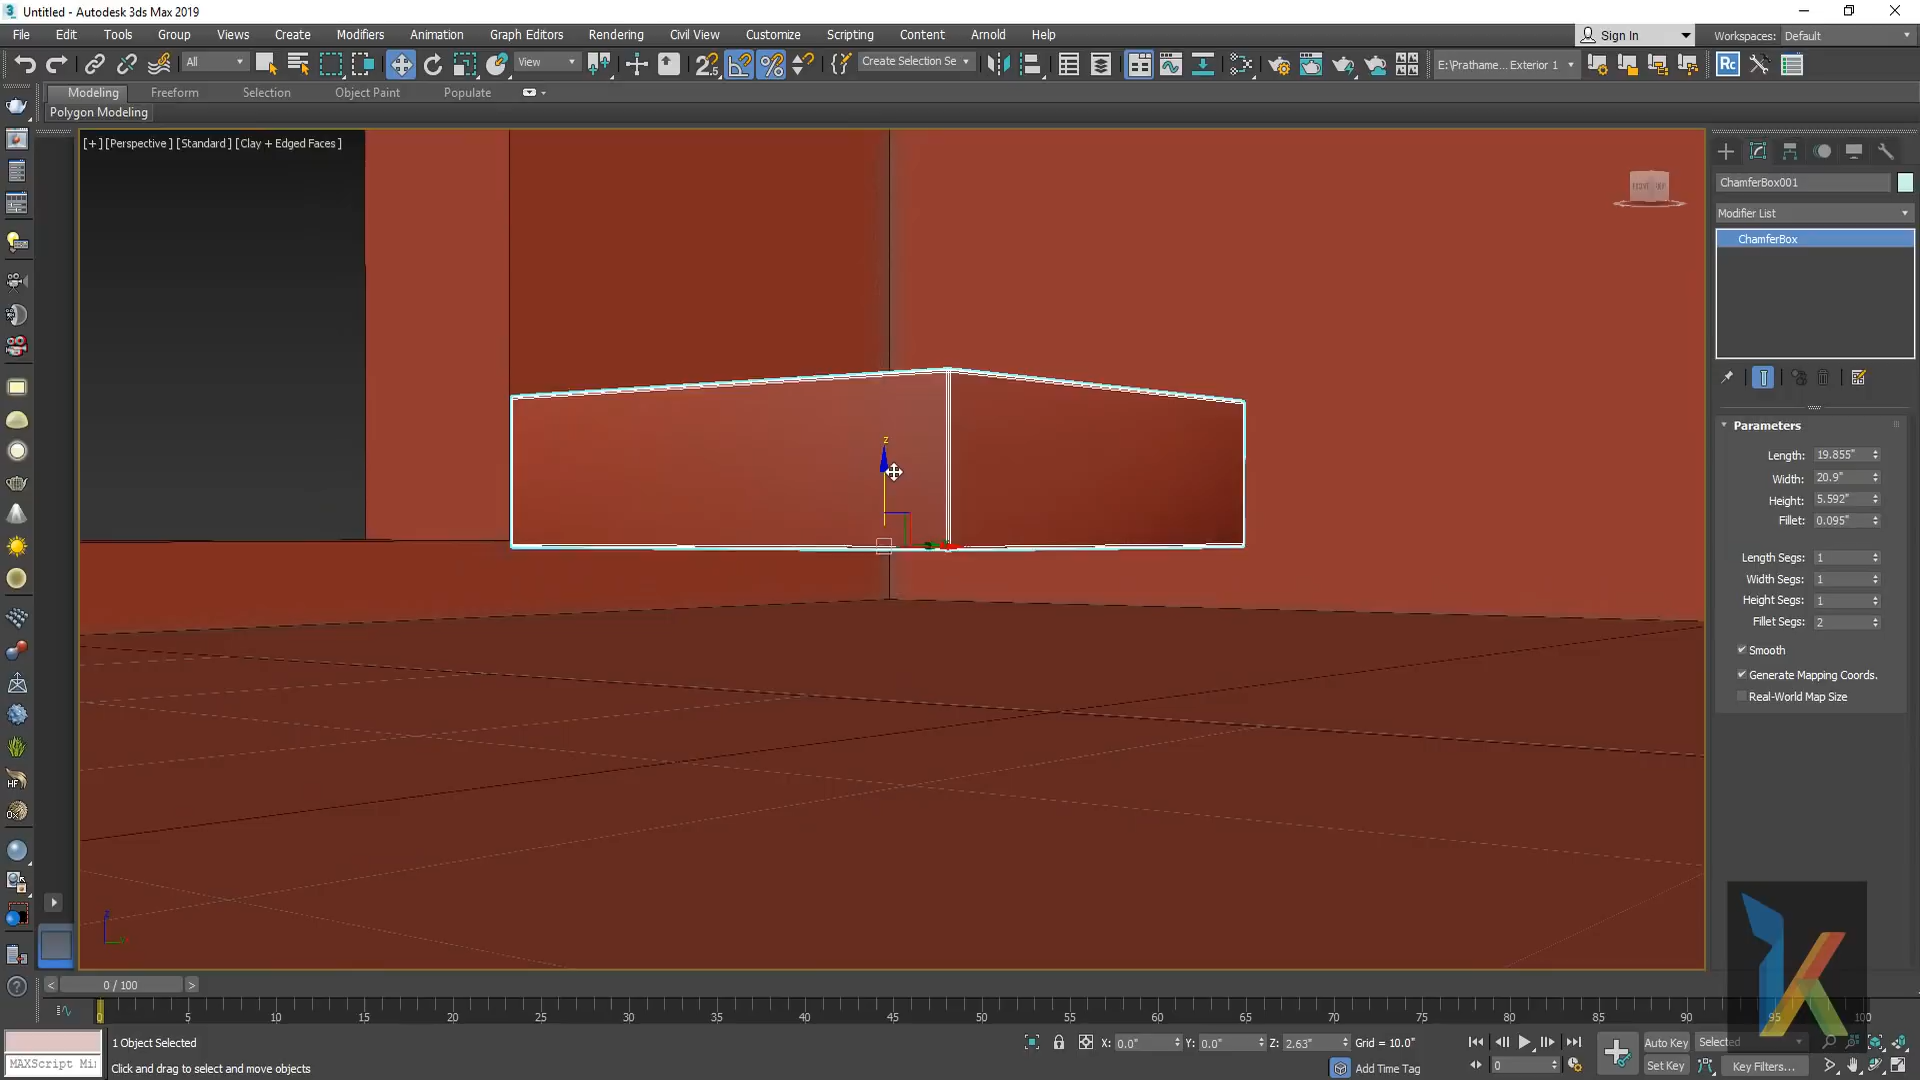 Untitled - Autodesk 3ds Max 2019
File Edit Tools Group Views Create Modifiers Animation Graph Editors Rendering Civil View Customize Scripting Content Arnold Help
Sign In Workspaces: Default
All View Create Selection Se E:\Prathame... Exterior 1
Modeling Freeform Selection Object Paint Populate
Polygon Modeling
[+] [Perspective ] [Standard ] [Clay + Edged Faces ]
ChamferBox001
Modifier List
ChamferBox
Parameters
Length: 19.855"
Width: 20.9"
Height: 5.592"
Fillet: 0.095"
Length Segs: 1
Width Segs: 1
Height Segs: 1
Fillet Segs: 2
Smooth
Generate Mapping Coords.
Real-World Map Size
z
HF
Rc
0 / 100
0 5 10 15 20 25 30 35 40 45 50 55 60 65 70 75 80 85 90 95 100
1 Object Selected
X: 0.0" Y: 0.0" Z: 2.63" Grid = 10.0"
Auto Key Selected
MAXScript Mi
Click and drag to select and move objects
Add Time Tag
0
Set Key Key Filters...